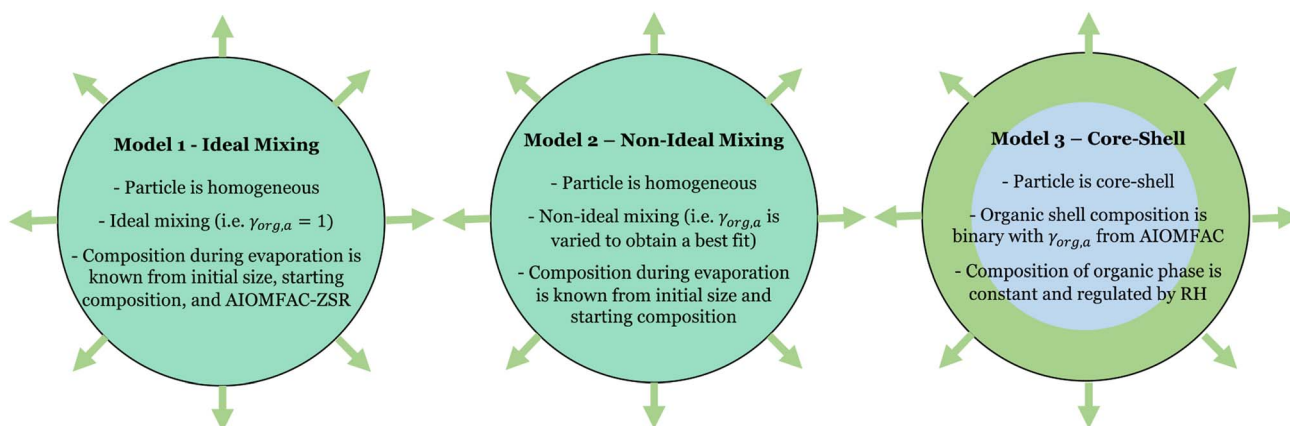 Model 1 - Ideal Mixing
- Particle is homogeneous
- Ideal mixing (i.e. γorg,a = 1)
- Composition during evaporation is
known from initial size, starting
composition, and AIOMFAC-ZSR
Model 2 – Non-Ideal Mixing
- Particle is homogeneous
- Non-ideal mixing (i.e. γorg,a is
varied to obtain a best fit)
- Composition during evaporation
is known from initial size and
starting composition
Model 3 – Core-Shell
- Particle is core-shell
- Organic shell composition is
binary with γorg,a from AIOMFAC
- Composition of organic phase is
constant and regulated by RH